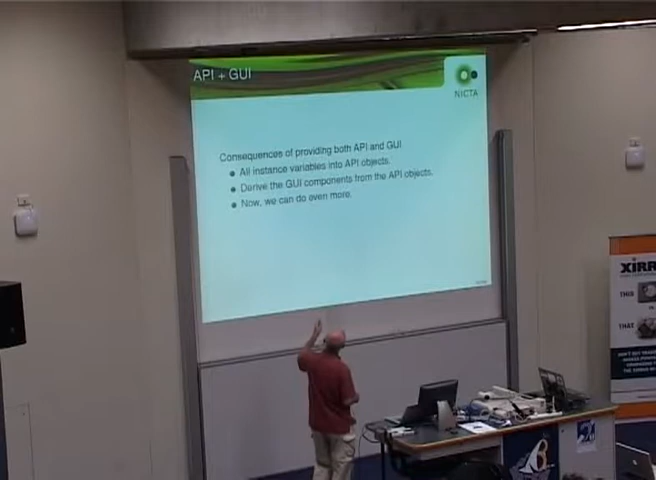 API + GUI
NICTA
Consequences of providing both API and GUI
All instance variables into API objects.
Derive the GUI components from the API objects.
Now, we can do even more.
XIRR
THIS
THAT